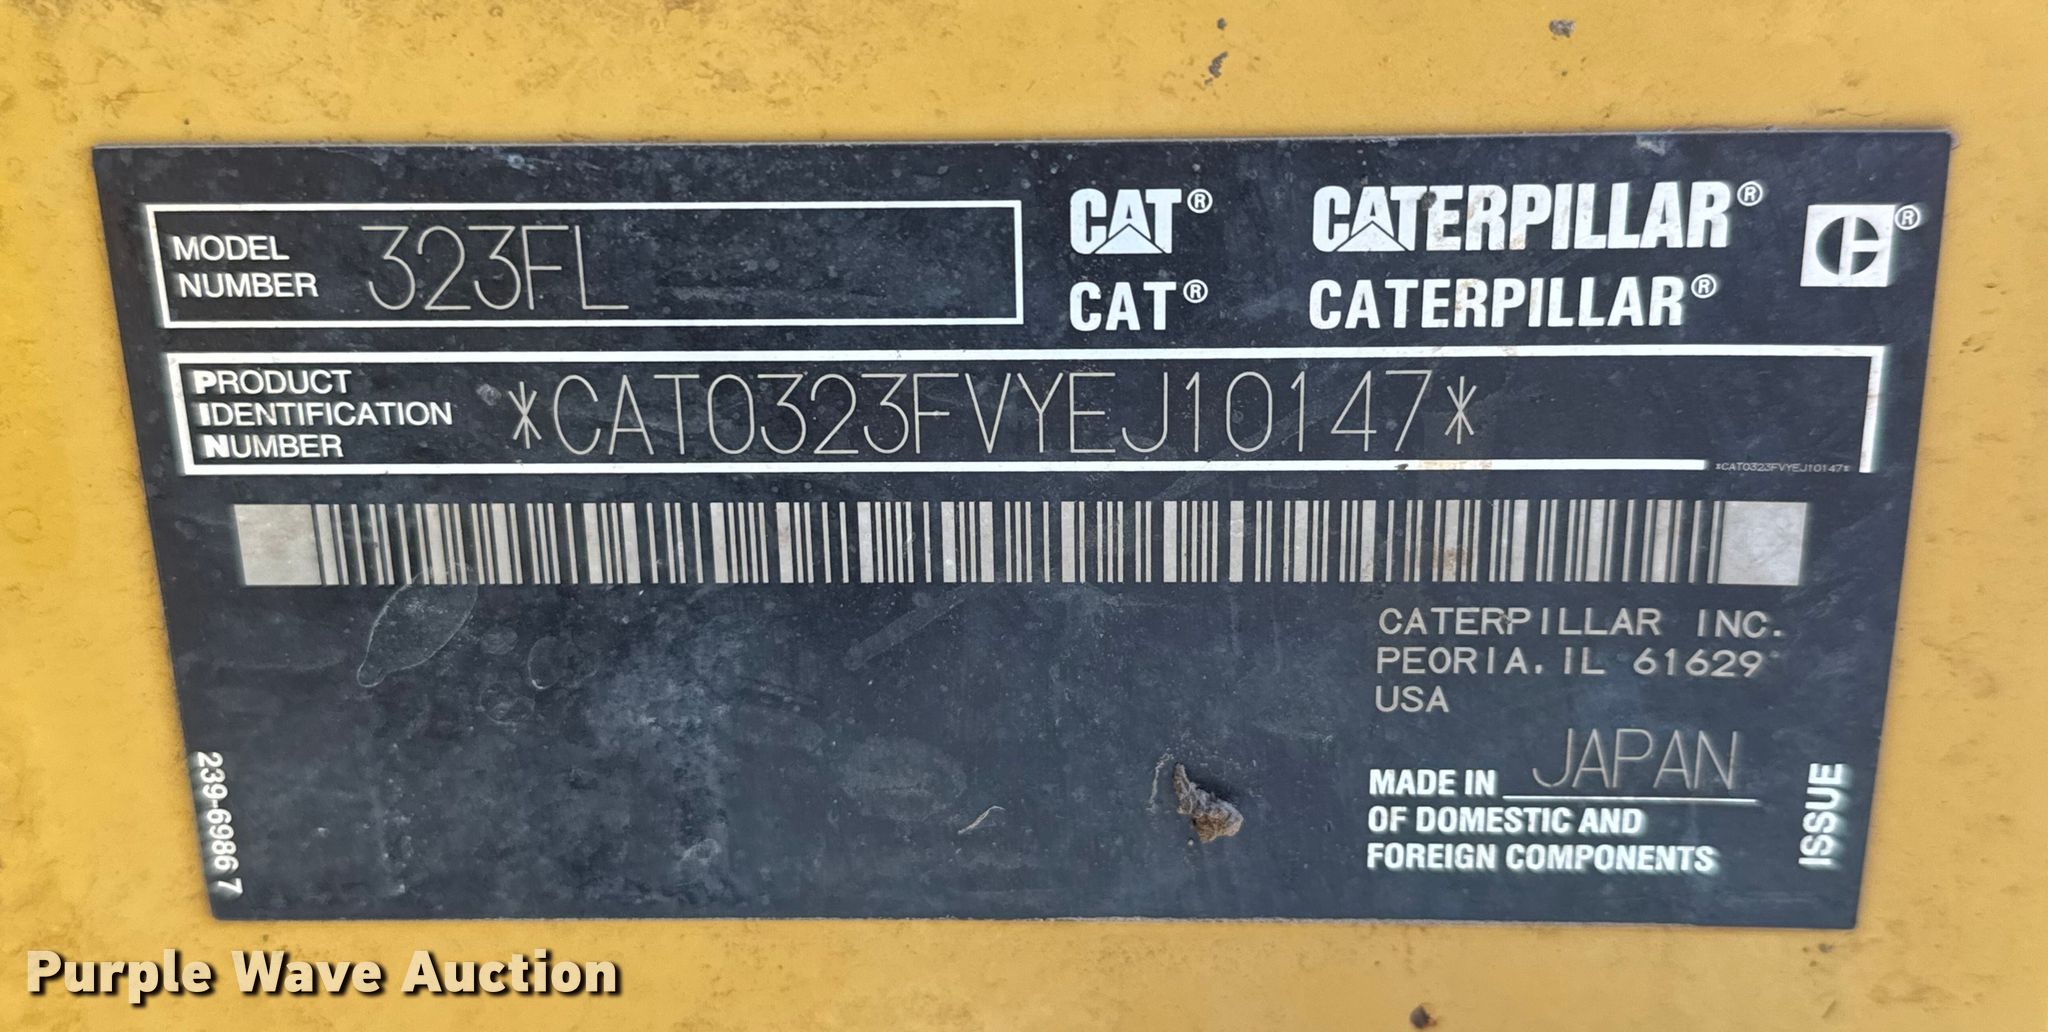 MODEL
NUMBER
323FL
CAT® CATERPILLAR® ®
CAT® CATERPILLAR®
PRODUCT
IDENTIFICATION
NUMBER
*CAT0323FVYEJ10147*
*CAT0323FVYEJ10147*
CATERPILLAR INC.
PEORIA, IL 61629
USA
MADE IN JAPAN
OF DOMESTIC AND
FOREIGN COMPONENTS
ISSUE
239-6986 7
Purple Wave Auction